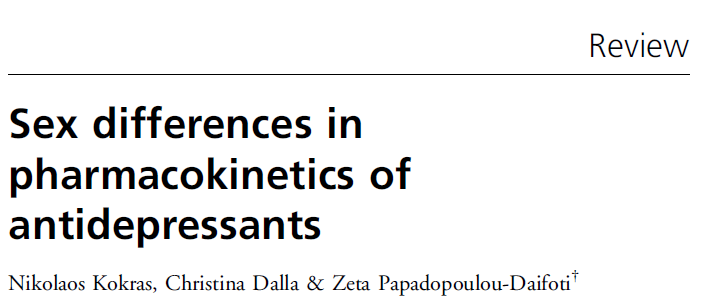 Review
Sex differences in
pharmacokinetics of
antidepressants
Nikolaos Kokras, Christina Dalla & Zeta Papadopoulou-Daifoti†